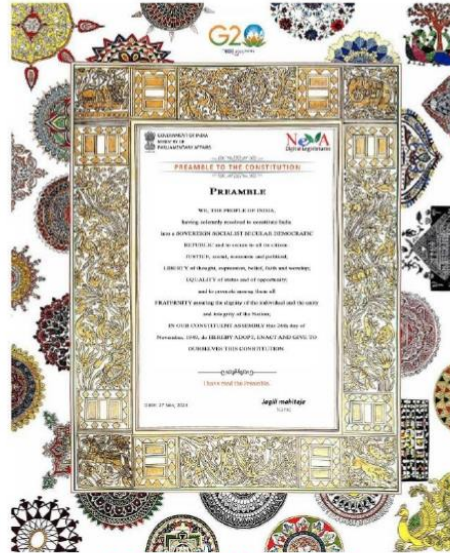 G20
GOVERNMENT OF INDIA
MINISTRY OF
PARLIAMENTARY AFFAIRS
NeVA
Digital Legislatures
PREAMBLE TO THE CONSTITUTION
PREAMBLE
WE, THE PEOPLE OF INDIA,
having solemnly resolved to constitute India
into a SOVEREIGN SOCIALIST SECULAR DEMOCRATIC
REPUBLIC and to secure to all its citizens
JUSTICE, social, economic and political,
LIBERTY of thought, expression, belief, faith and worship;
EQUALITY of status and of opportunity;
and to promote among them all
FRATERNITY assuring the dignity of the individual and the unity
and integrity of the Nation;
IN OUR CONSTITUENT ASSEMBLY this 26th day of
November, 1949, do HEREBY ADOPT, ENACT AND GIVE TO
OURSELVES THIS CONSTITUTION
I have read the Preamble.
2023